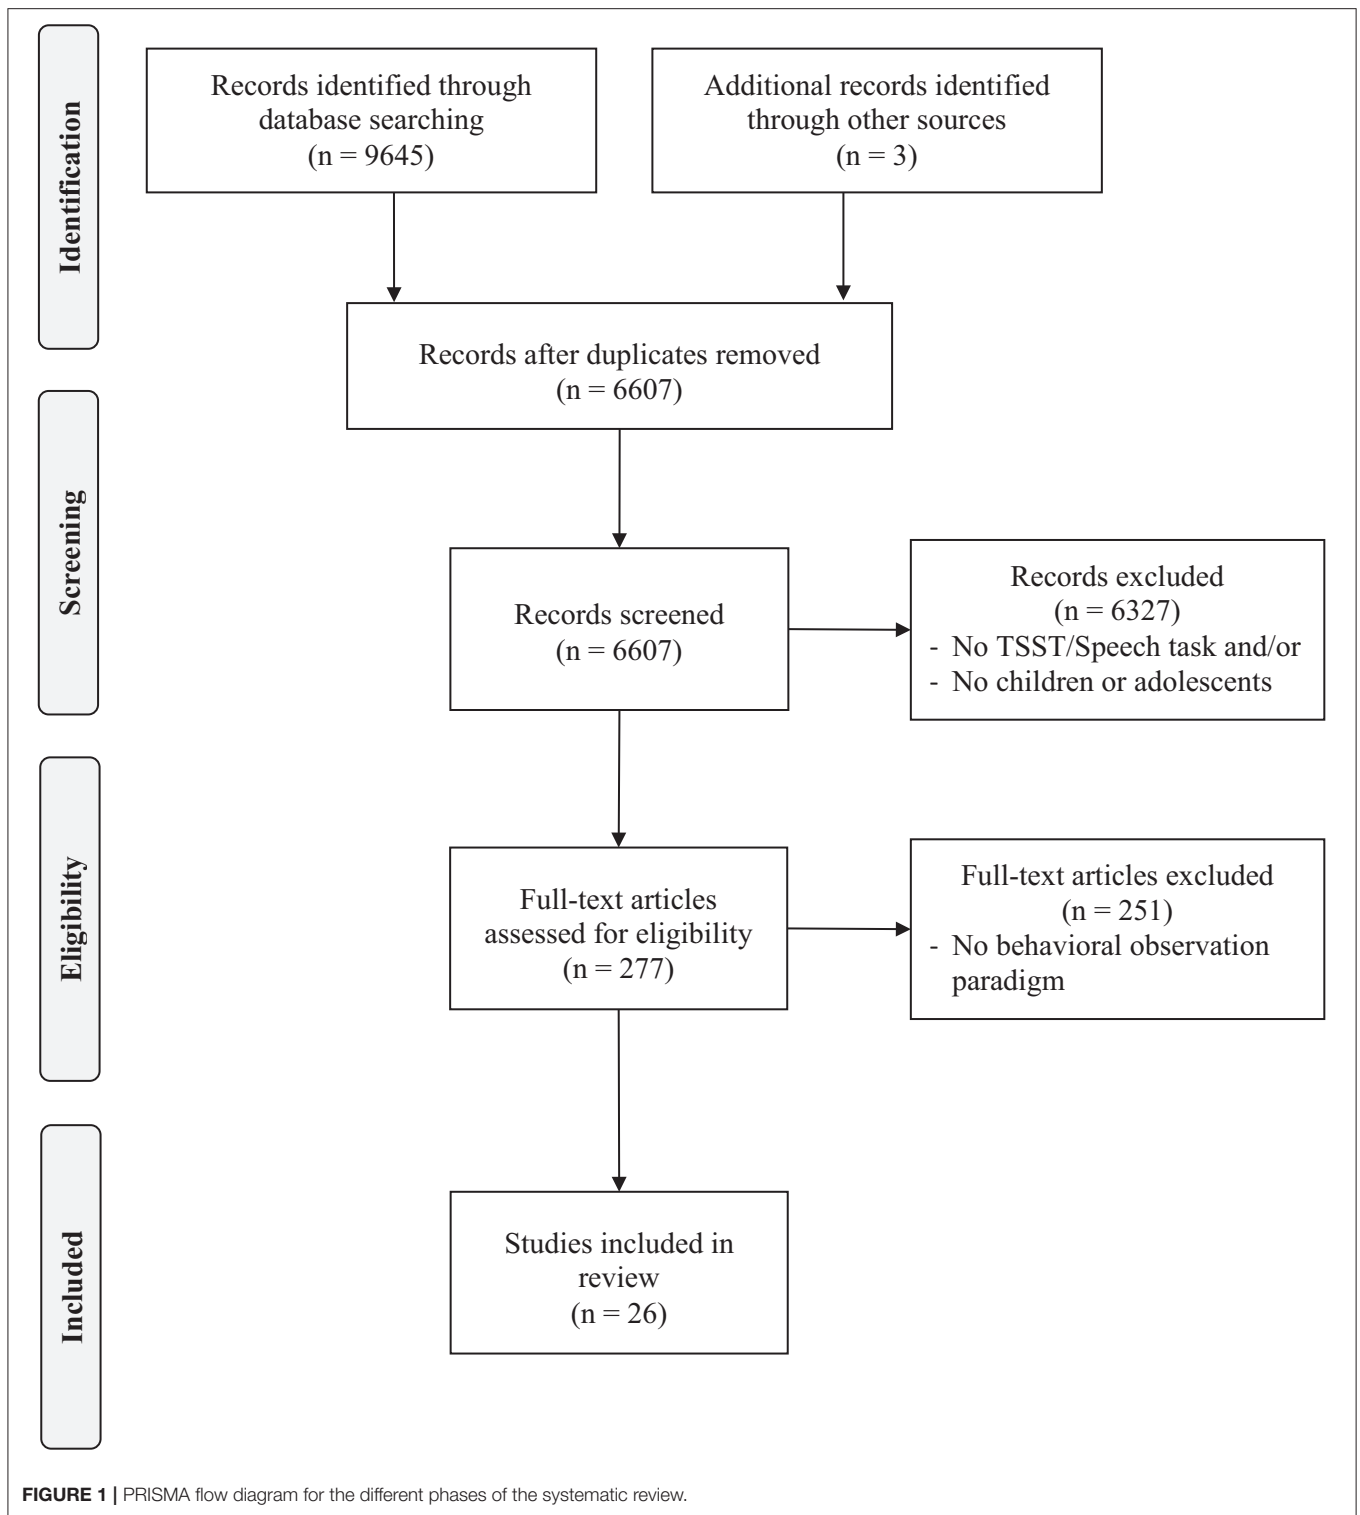 Identification
Records identified through
database searching
(n = 9645)
Additional records identified
through other sources
(n = 3)
Records after duplicates removed
(n = 6607)
Screening
Records screened
(n = 6607)
Records excluded
(n = 6327)
- No TSST/Speech task and/or
- No children or adolescents
Eligibility
Full-text articles
assessed for eligibility
(n = 277)
Full-text articles excluded
(n = 251)
- No behavioral observation
paradigm
Included
Studies included in
review
(n = 26)
FIGURE 1 | PRISMA flow diagram for the different phases of the systematic review.